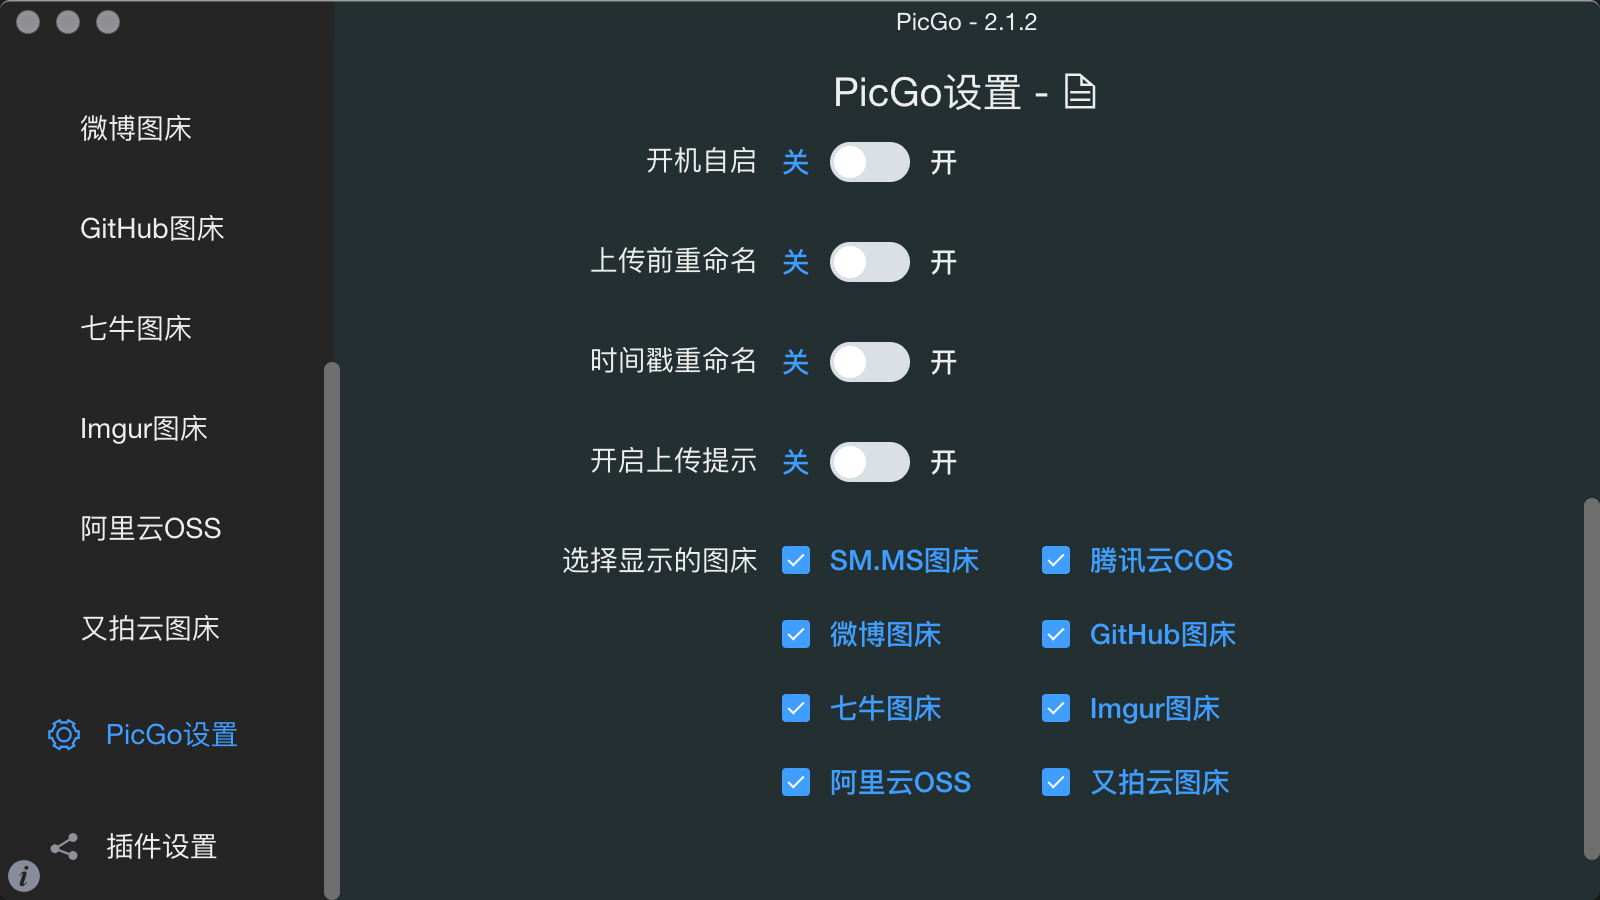 PicGo - 2.1.2
微博图床
GitHub图床
七牛图床
Imgur图床
阿里云OSS
又拍云图床
PicGo设置
插件设置
i
PicGo设置 -
开机自启 关 开
上传前重命名 关 开
时间戳重命名 关 开
开启上传提示 关 开
选择显示的图床 SM.MS图床 腾讯云COS
微博图床 GitHub图床
七牛图床 Imgur图床
阿里云OSS 又拍云图床